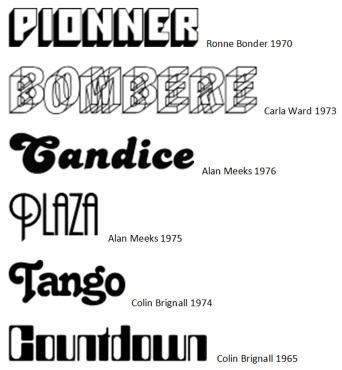 PIONNER Ronne Bonder 1970
BOMBERE Carla Ward 1973
Candice Alan Meeks 1976
PLAZA Alan Meeks 1975
Tango Colin Brignall 1974
Countdown Colin Brignall 1965